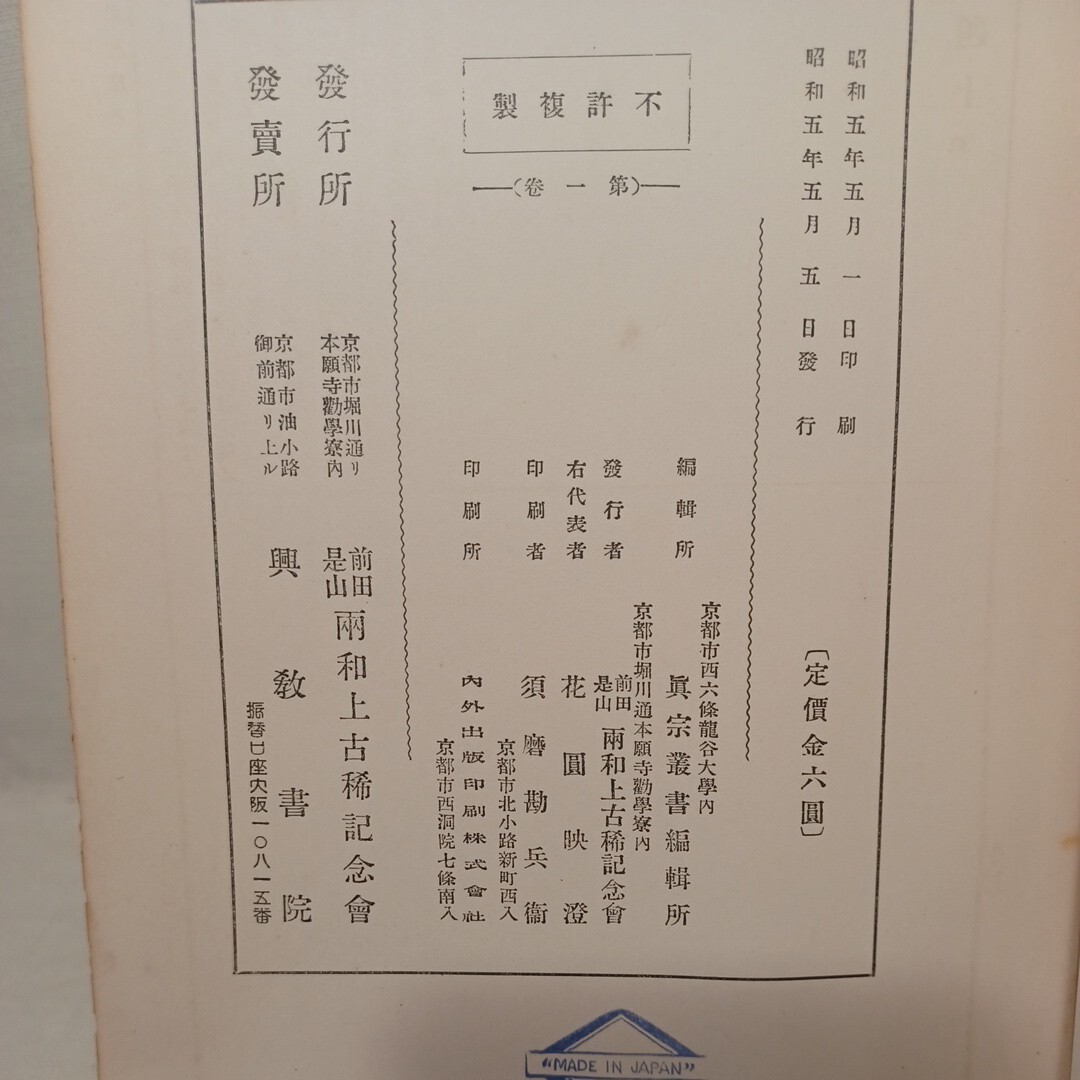 昭和五年五月一日印刷
昭和五年五月五日發行
〔定價金六圓〕
不許複製
(第一卷)
編輯所
京都市西六條龍谷大學內
眞宗叢書編輯所
發行者
京都市堀川通本願寺勸學寮內
前田
是山
兩和上古稀記念會
右代表者
花圓映澄
印刷者
京都市北小路新町西入
須磨勘兵衞
印刷所
京都市西洞院七條南入
內外出版印刷株式會社
發行所
京都市堀川通リ
本願寺勸學寮內
前田
是山
兩和上古稀記念會
發賣所
京都市油小路
御前通リ上ル
興敎書院
振替口座大阪一〇八一五番
"MADE IN JAPAN"